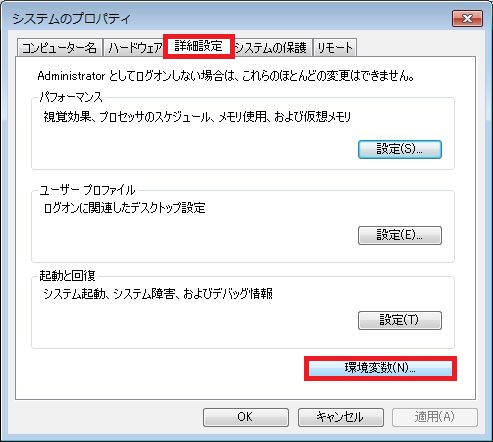 システムのプロパティ
コンピューター名 ハードウェア 詳細設定 システムの保護 リモート
Administrator としてログオンしない場合は、これらのほとんどの変更はできません。
パフォーマンス
視覚効果、プロセッサのスケジュール、メモリ使用、および仮想メモリ
設定(S)...
ユーザー プロファイル
ログオンに関連したデスクトップ設定
設定(E)...
起動と回復
システム起動、システム障害、およびデバッグ情報
設定(T)
環境変数(N)...
OK キャンセル 適用(A)